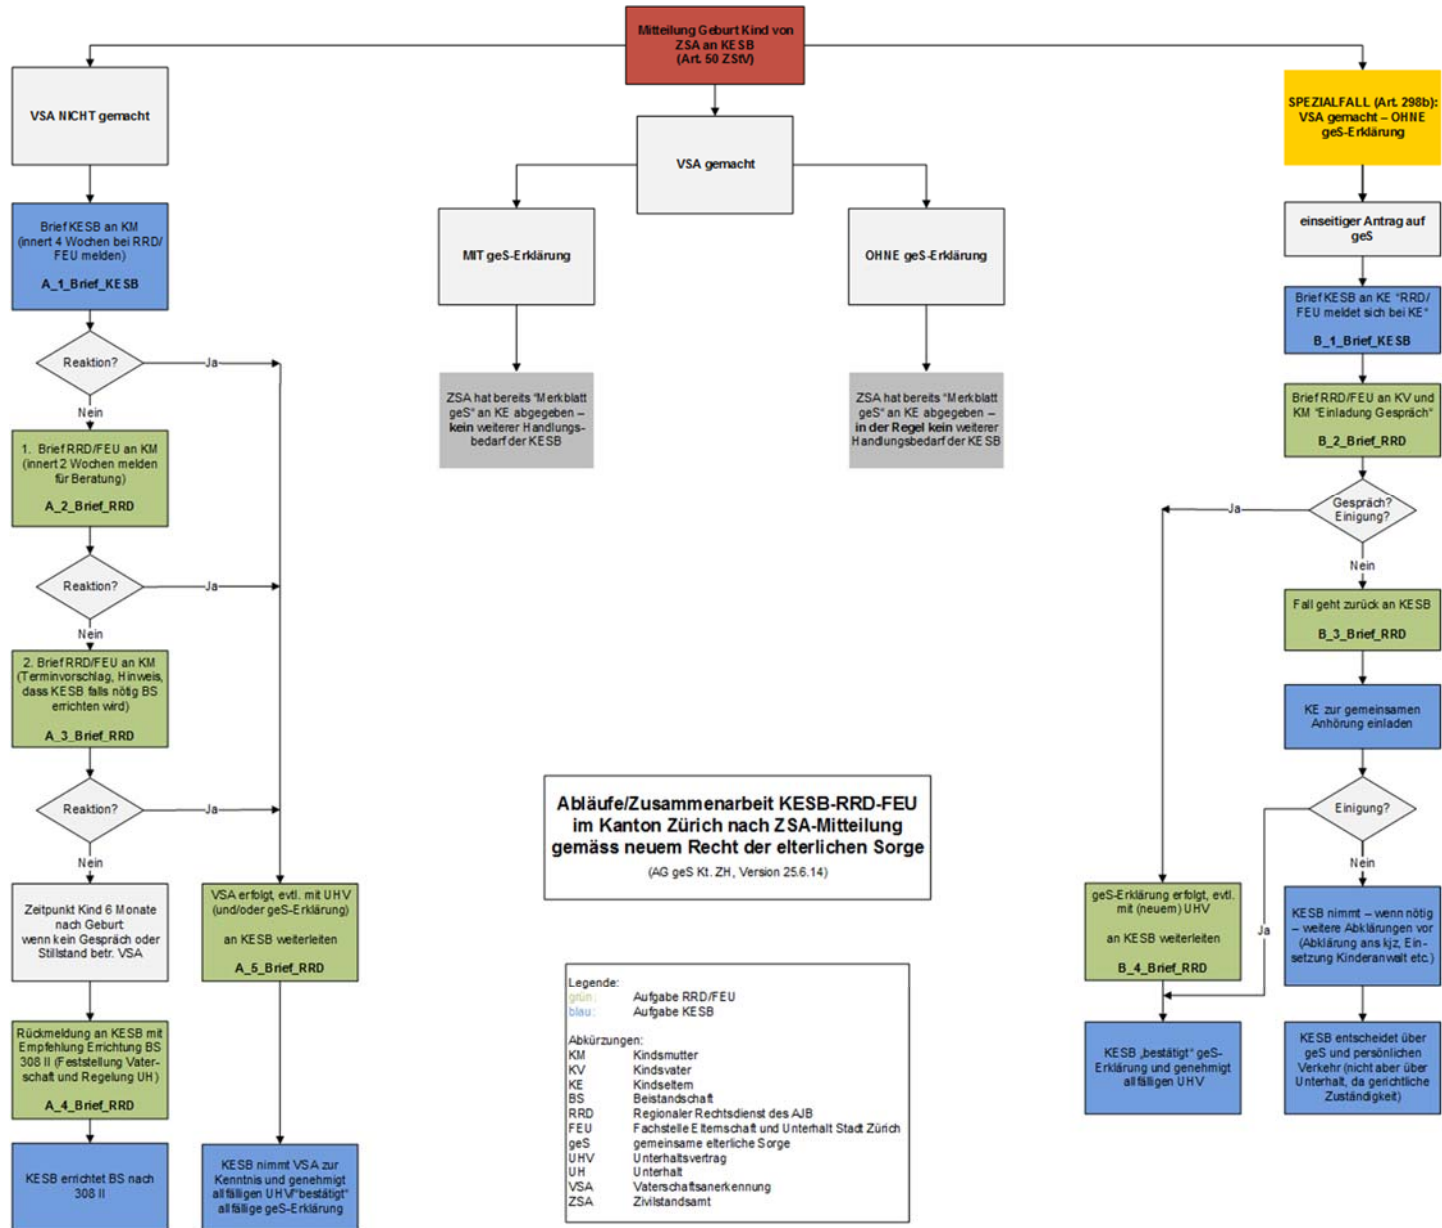 Mitteilung Geburt Kind von
ZSA an KESB
(Art. 50 ZStV)
VSA NICHT gemacht
Brief KESB an KM
(innert 4 Wochen bei RRD/
FEU melden)
A_1_Brief_KESB
Reaktion?
Ja
Nein
1. Brief RRD/FEU an KM
(innert 2 Wochen melden
für Beratung)
A_2_Brief_RRD
Reaktion?
Ja
Nein
2. Brief RRD/FEU an KM
(Terminvorschlag, Hinweis,
dass KESB falls nötig BS
errichten wird)
A_3_Brief_RRD
Reaktion?
Ja
Nein
Zeitpunkt Kind 6 Monate
nach Geburt
wenn kein Gespräch oder
Stillstand betr. VSA
Rückmeldung an KESB mit
Empfehlung Errichtung BS
308 II (Feststellung Vater-
schaft und Regelung UH)
A_4_Brief_RRD
KESB errichtet BS nach
308 II
VSA erfolgt, evtl. mit UHV
(und/oder geS-Erklärung)
an KESB weiterleiten
A_5_Brief_RRD
KESB nimmt VSA zur
Kenntnis und genehmigt
allfälligen UHV/"bestätigt"
allfällige geS-Erklärung
VSA gemacht
MIT geS-Erklärung
ZSA hat bereits "Merkblatt
geS" an KE abgegeben –
kein weiterer Handlungs-
bedarf der KESB
OHNE geS-Erklärung
ZSA hat bereits "Merkblatt
geS" an KE abgegeben –
in der Regel kein weiterer
Handlungsbedarf der KESB
Abläufe/Zusammenarbeit KESB-RRD-FEU
im Kanton Zürich nach ZSA-Mitteilung
gemäss neuem Recht der elterlichen Sorge
(AG geS Kt. ZH, Version 25.6.14)
Legende:
grün: Aufgabe RRD/FEU
blau: Aufgabe KESB
Abkürzungen:
KM Kindsmutter
KV Kindsvater
KE Kindseltern
BS Beistandschaft
RRD Regionaler Rechtsdienst des AJB
FEU Fachstelle Elternschaft und Unterhalt Stadt Zürich
geS gemeinsame elterliche Sorge
UHV Unterhaltsvertrag
UH Unterhalt
VSA Vaterschaftsanerkennung
ZSA Zivilstandsamt
SPEZIALFALL (Art. 298b):
VSA gemacht – OHNE
geS-Erklärung
einseitiger Antrag auf
geS
Brief KESB an KE "RRD/
FEU meldet sich bei KE"
B_1_Brief_KESB
Brief RRD/FEU an KV und
KM "Einladung Gespräch"
B_2_Brief_RRD
Gespräch?
Einigung?
Ja
Nein
Fall geht zurück an KESB
B_3_Brief_RRD
KE zur gemeinsamen
Anhörung einladen
Einigung?
Ja
Nein
geS-Erklärung erfolgt, evtl.
mit (neuem) UHV
an KESB weiterleiten
B_4_Brief_RRD
KESB „bestätigt" geS-
Erklärung und genehmigt
allfälligen UHV
KESB nimmt – wenn nötig
– weitere Abklärungen vor
(Abklärung ans kjz, Ein-
setzung Kinderanwalt etc.)
KESB entscheidet über
geS und persönlichen
Verkehr (nicht aber über
Unterhalt, da gerichtliche
Zuständigkeit)